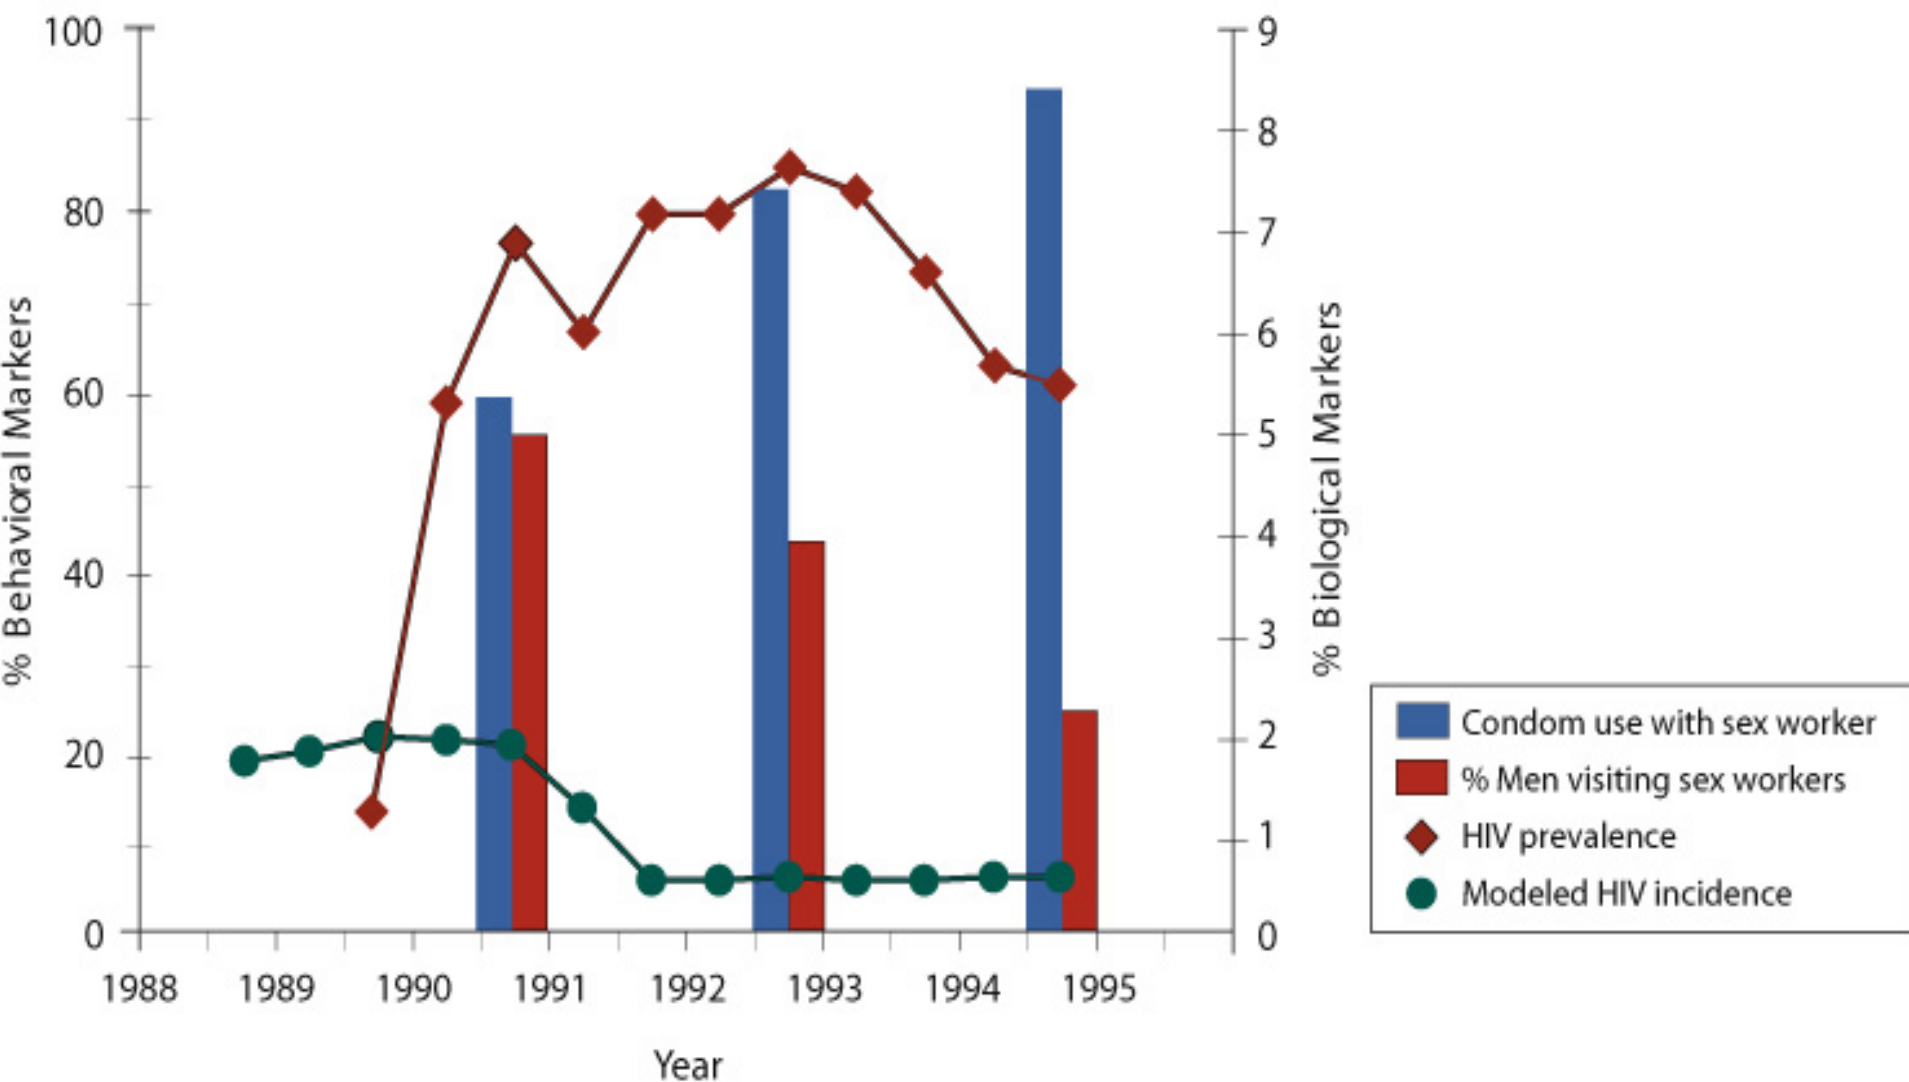 % Behavioral Markers
100
80
60
40
20
0
9
8
7
6
5
4
3
2
1
0
% Biological Markers
1988 1989 1990 1991 1992 1993 1994 1995
Year
Condom use with sex worker
% Men visiting sex workers
HIV prevalence
Modeled HIV incidence